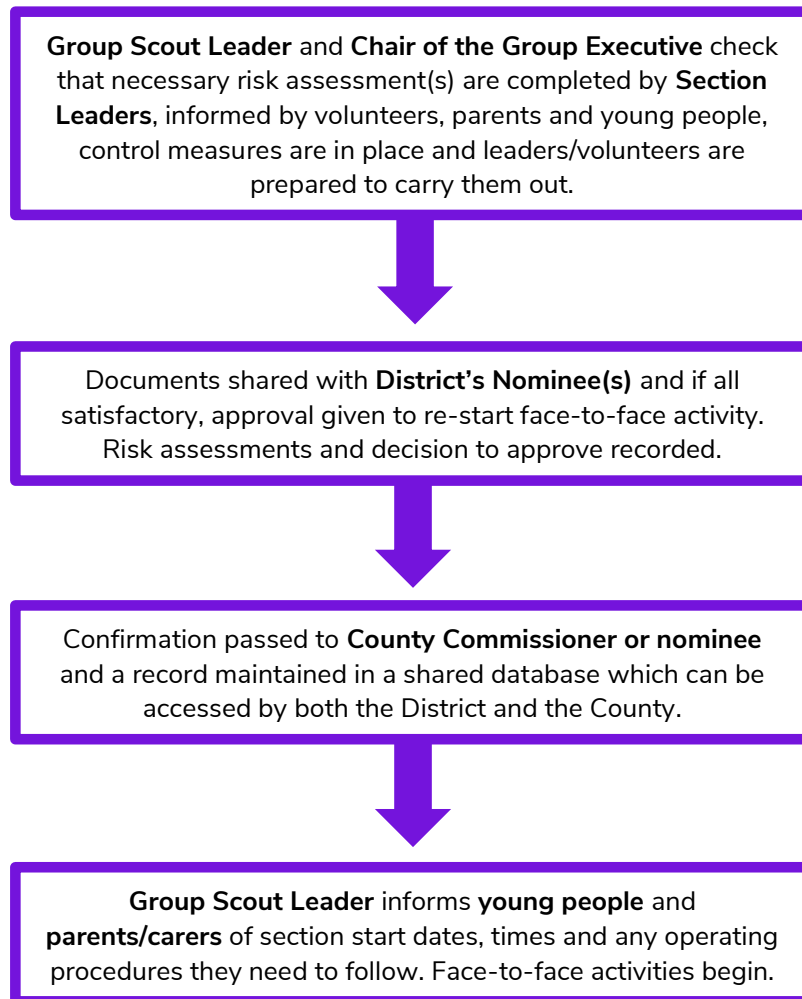 Group Scout Leader and Chair of the Group Executive check
that necessary risk assessment(s) are completed by Section
Leaders, informed by volunteers, parents and young people,
control measures are in place and leaders/volunteers are
prepared to carry them out.
Documents shared with District’s Nominee(s) and if all
satisfactory, approval given to re-start face-to-face activity.
Risk assessments and decision to approve recorded.
Confirmation passed to County Commissioner or nominee
and a record maintained in a shared database which can be
accessed by both the District and the County.
Group Scout Leader informs young people and
parents/carers of section start dates, times and any operating
procedures they need to follow. Face-to-face activities begin.